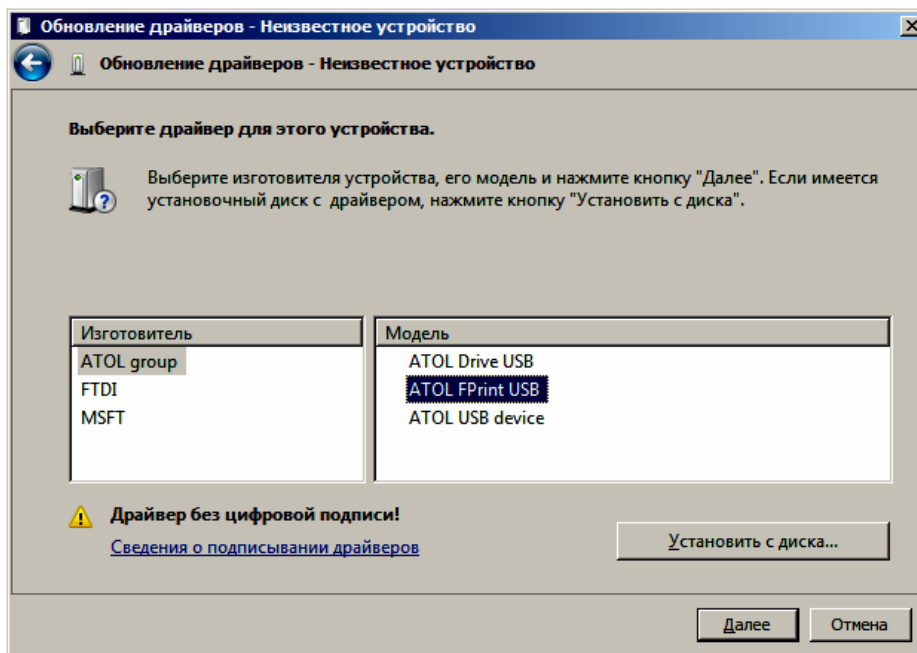 Обновление драйверов - Неизвестное устройство
Обновление драйверов - Неизвестное устройство
Выберите драйвер для этого устройства.
Выберите изготовителя устройства, его модель и нажмите кнопку "Далее". Если имеется
установочный диск с драйвером, нажмите кнопку "Установить с диска".
Изготовитель
ATOL group
FTDI
MSFT
Модель
ATOL Drive USB
ATOL FPrint USB
ATOL USB device
Драйвер без цифровой подписи!
Сведения о подписывании драйверов
Установить с диска...
Далее
Отмена